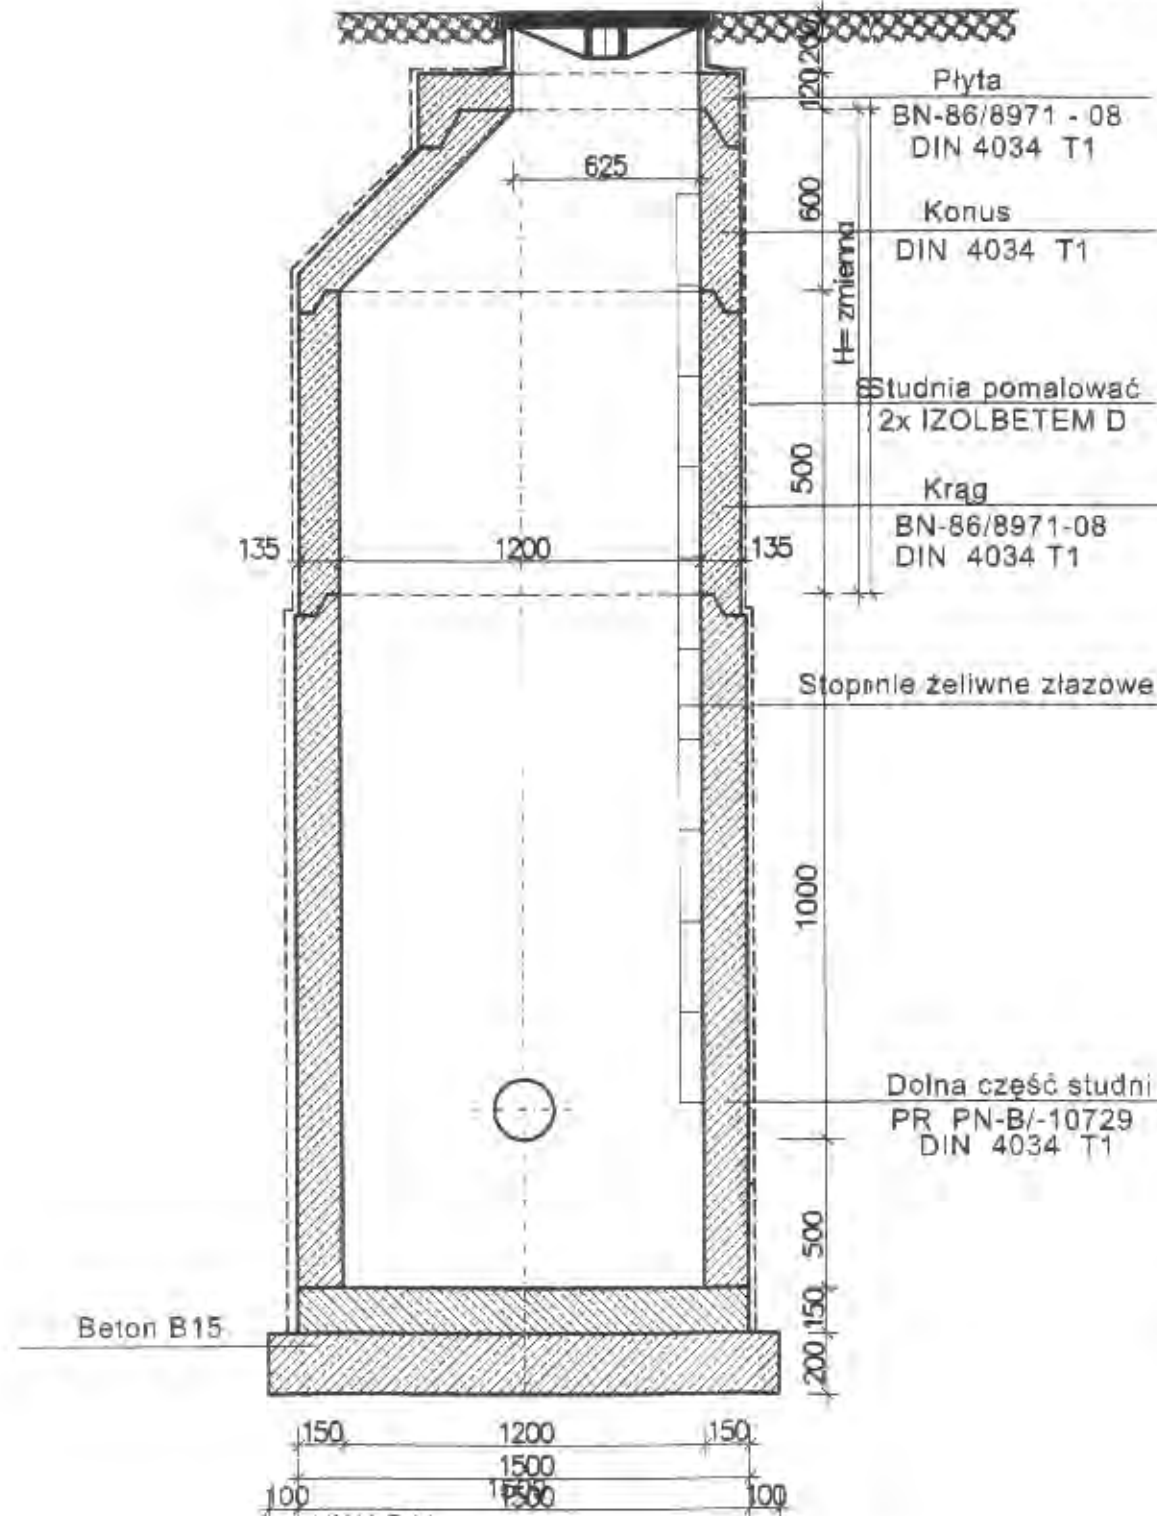 200
120
Płyta
BN-86/8971 - 08
DIN 4034 T1
625
600
Konus
DIN 4034 T1
H= zmienna
Studnia pomalować
2x IZOLBETEM D
500
Krąg
BN-86/8971-08
DIN 4034 T1
135
1200
135
Stopnie żeliwne złazowe
1000
Dolna część studni
PR PN-B/-10729
DIN 4034 T1
500
150
Beton B15
200
150
1200
150
1500
100
1500
100